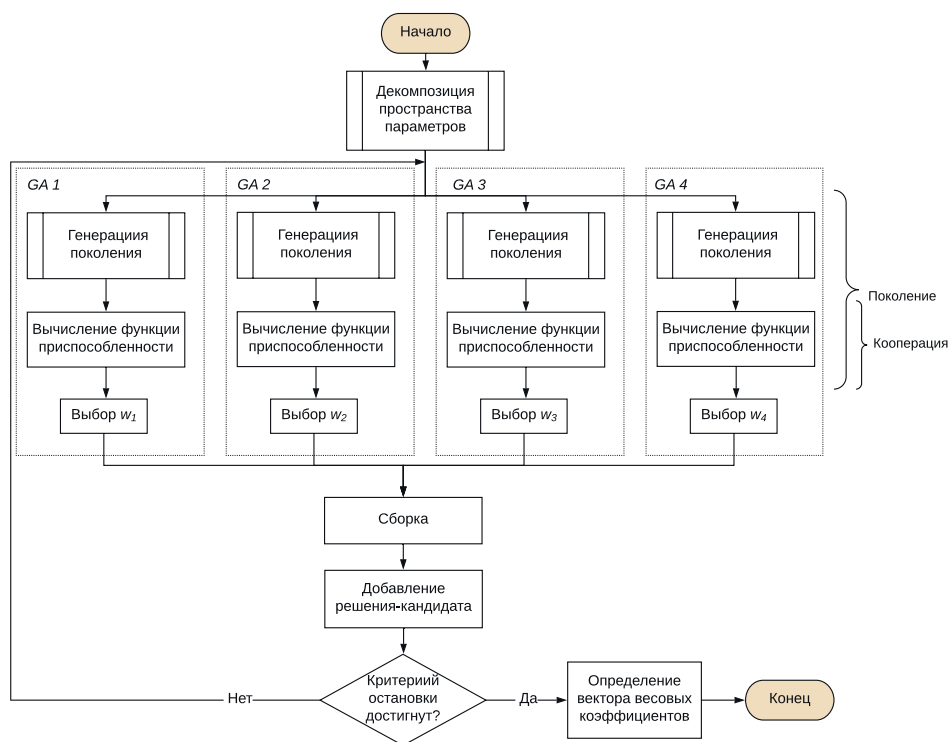 Начало
Декомпозиция
пространства
параметров
GA 1
GA 2
GA 3
GA 4
Генерациия
поколения
Генерациия
поколения
Генерациия
поколения
Генерациия
поколения
Вычисление функции
приспособленности
Вычисление функции
приспособленности
Вычисление функции
приспособленности
Вычисление функции
приспособленности
Выбор w1
Выбор w2
Выбор w3
Выбор w4
Поколение
Кооперация
Сборка
Добавление
решения-кандидата
Критериий
остановки
достигнут?
Нет
Да
Определение
вектора весовых
коэффициентов
Конец